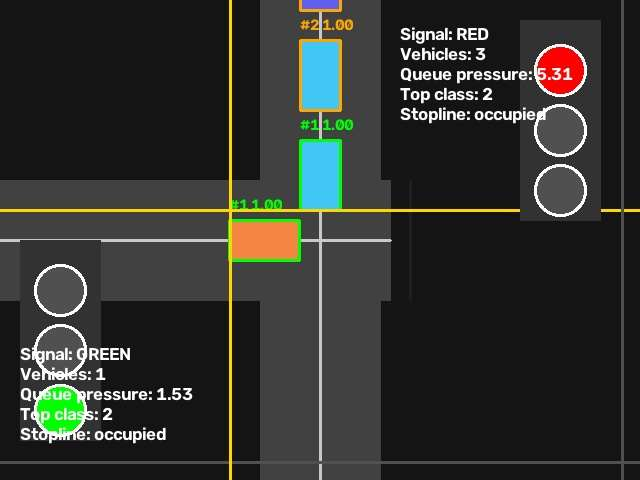 #2 1.00
Signal: RED
Vehicles: 3
Queue pressure: 5.31
Top class: 2
Stopline: occupied
#1 1.00
#1 1.00
Signal: GREEN
Vehicles: 1
Queue pressure: 1.53
Top class: 2
Stopline: occupied